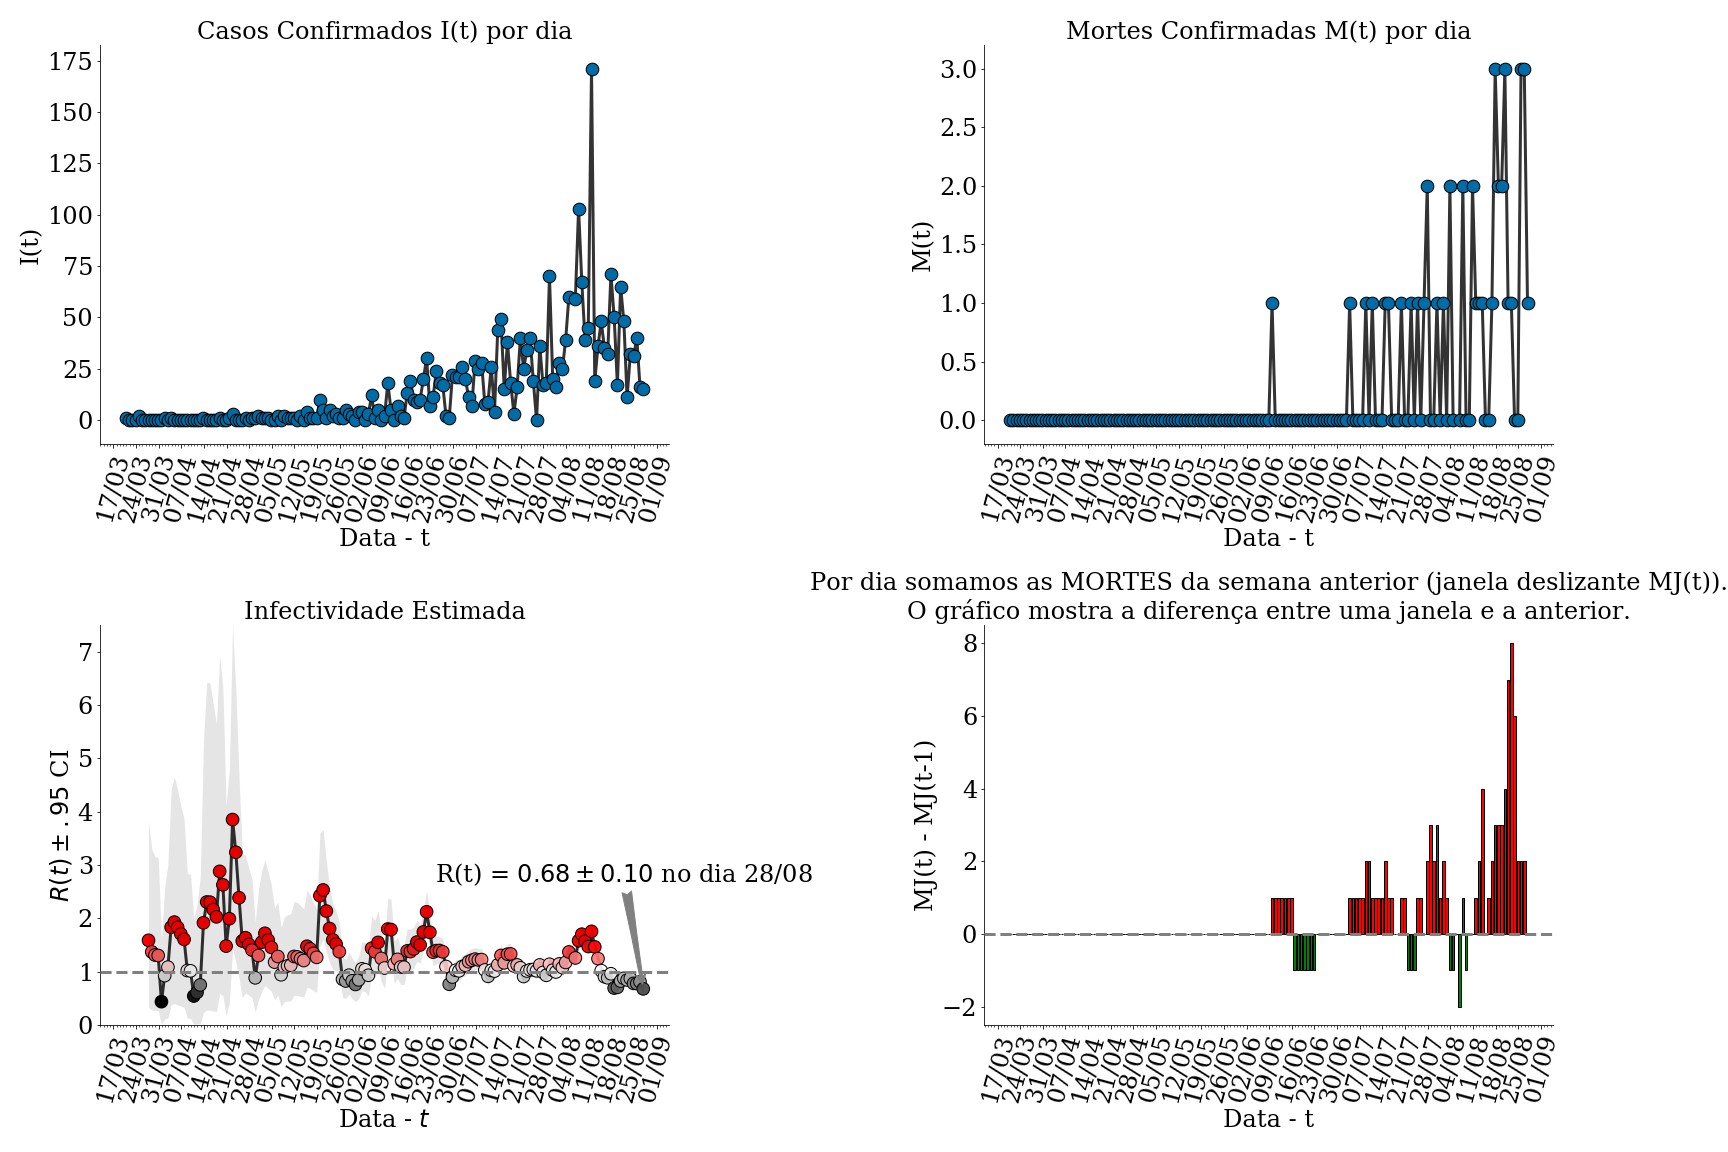 Casos Confirmados I(t) por dia
175
150
125
100
75
50
25
0
I(t)
17/03 24/03 31/03 07/04 14/04 21/04 28/04 05/05 12/05 19/05 26/05 02/06 09/06 16/06 23/06 30/06 07/07 14/07 21/07 28/07 04/08 11/08 18/08 25/08 01/09
Data - t
Mortes Confirmadas M(t) por dia
3.0
2.5
2.0
1.5
1.0
0.5
0.0
M(t)
17/03 24/03 31/03 07/04 14/04 21/04 28/04 05/05 12/05 19/05 26/05 02/06 09/06 16/06 23/06 30/06 07/07 14/07 21/07 28/07 04/08 11/08 18/08 25/08 01/09
Data - t
Infectividade Estimada
7
6
5
4
3
2
1
0
R(t) ± .95 CI
R(t) = 0.68 ± 0.10 no dia 28/08
17/03 24/03 31/03 07/04 14/04 21/04 28/04 05/05 12/05 19/05 26/05 02/06 09/06 16/06 23/06 30/06 07/07 14/07 21/07 28/07 04/08 11/08 18/08 25/08 01/09
Data - t
Por dia somamos as MORTES da semana anterior (janela deslizante MJ(t)).
O gráfico mostra a diferença entre uma janela e a anterior.
8
6
4
2
0
−2
MJ(t) - MJ(t-1)
17/03 24/03 31/03 07/04 14/04 21/04 28/04 05/05 12/05 19/05 26/05 02/06 09/06 16/06 23/06 30/06 07/07 14/07 21/07 28/07 04/08 11/08 18/08 25/08 01/09
Data - t